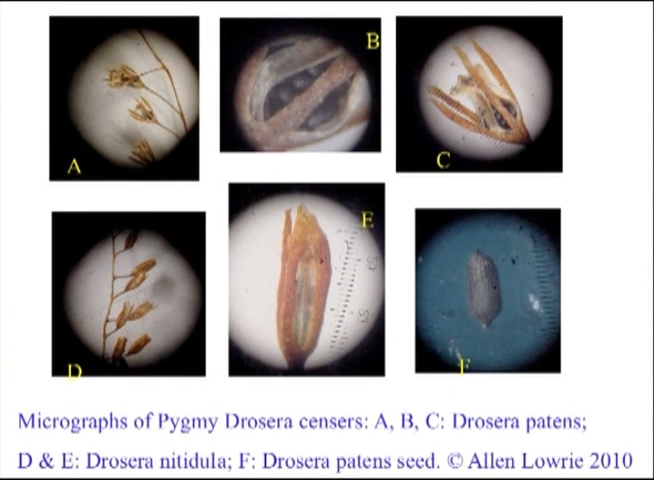 A
B
C
D
E
F
Micrographs of Pygmy Drosera censers: A, B, C: Drosera patens;
D & E: Drosera nitidula; F: Drosera patens seed. © Allen Lowrie 2010